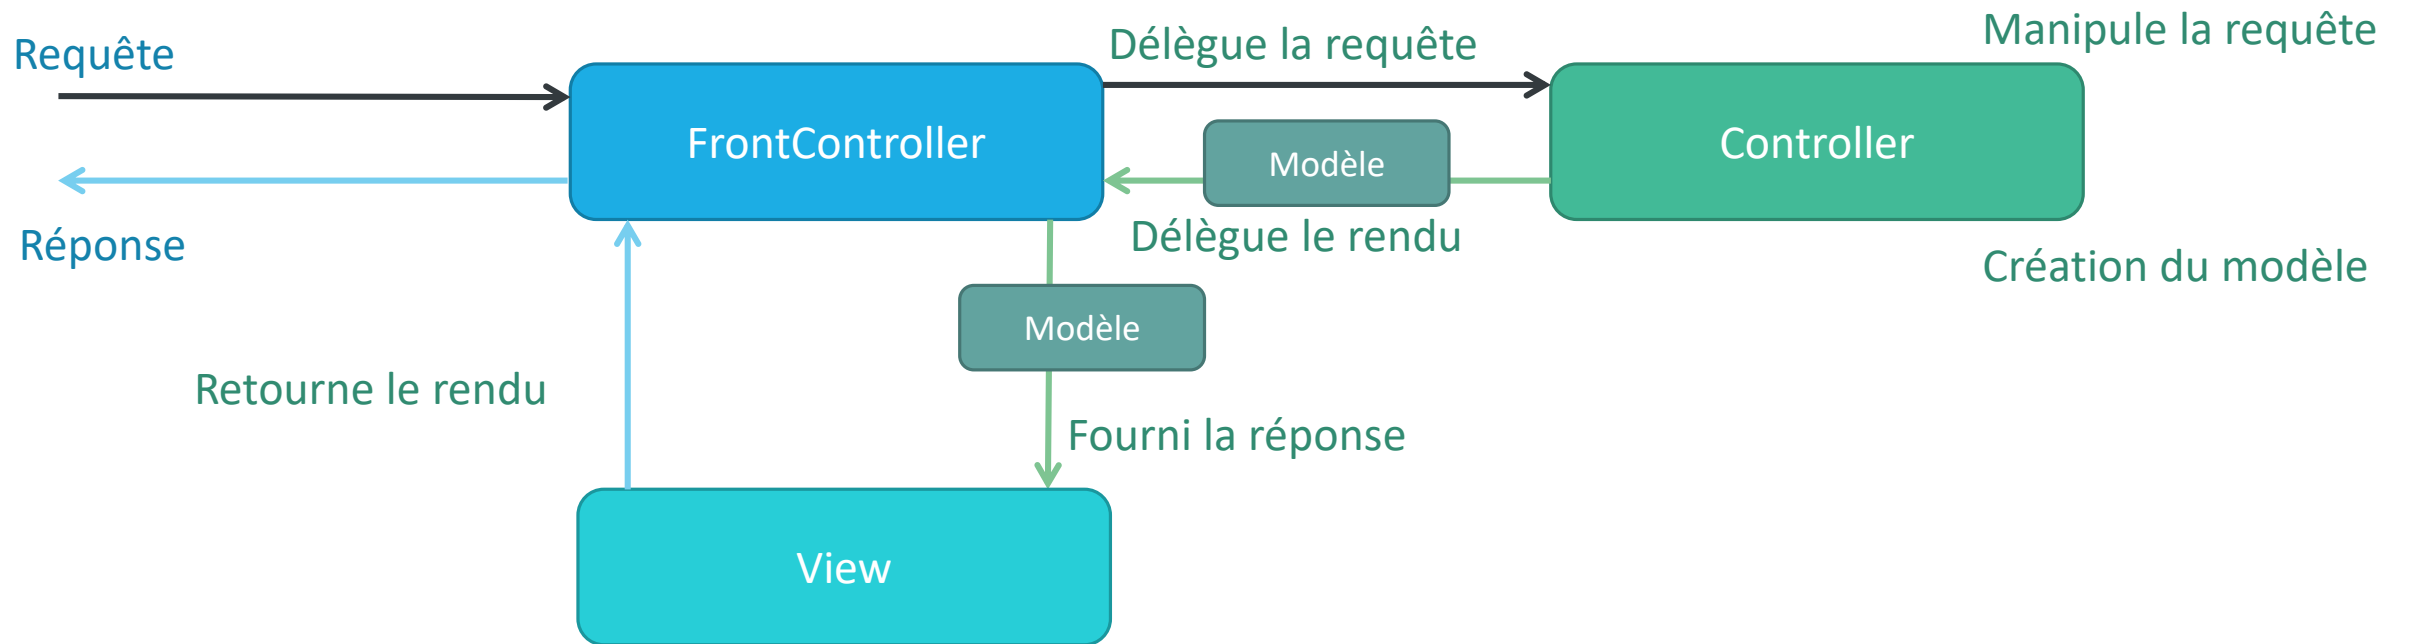 Requête
Délègue la requête
Manipule la requête
FrontController
Modèle
Controller
Réponse
Délègue le rendu
Création du modèle
Modèle
Retourne le rendu
Fourni la réponse
View